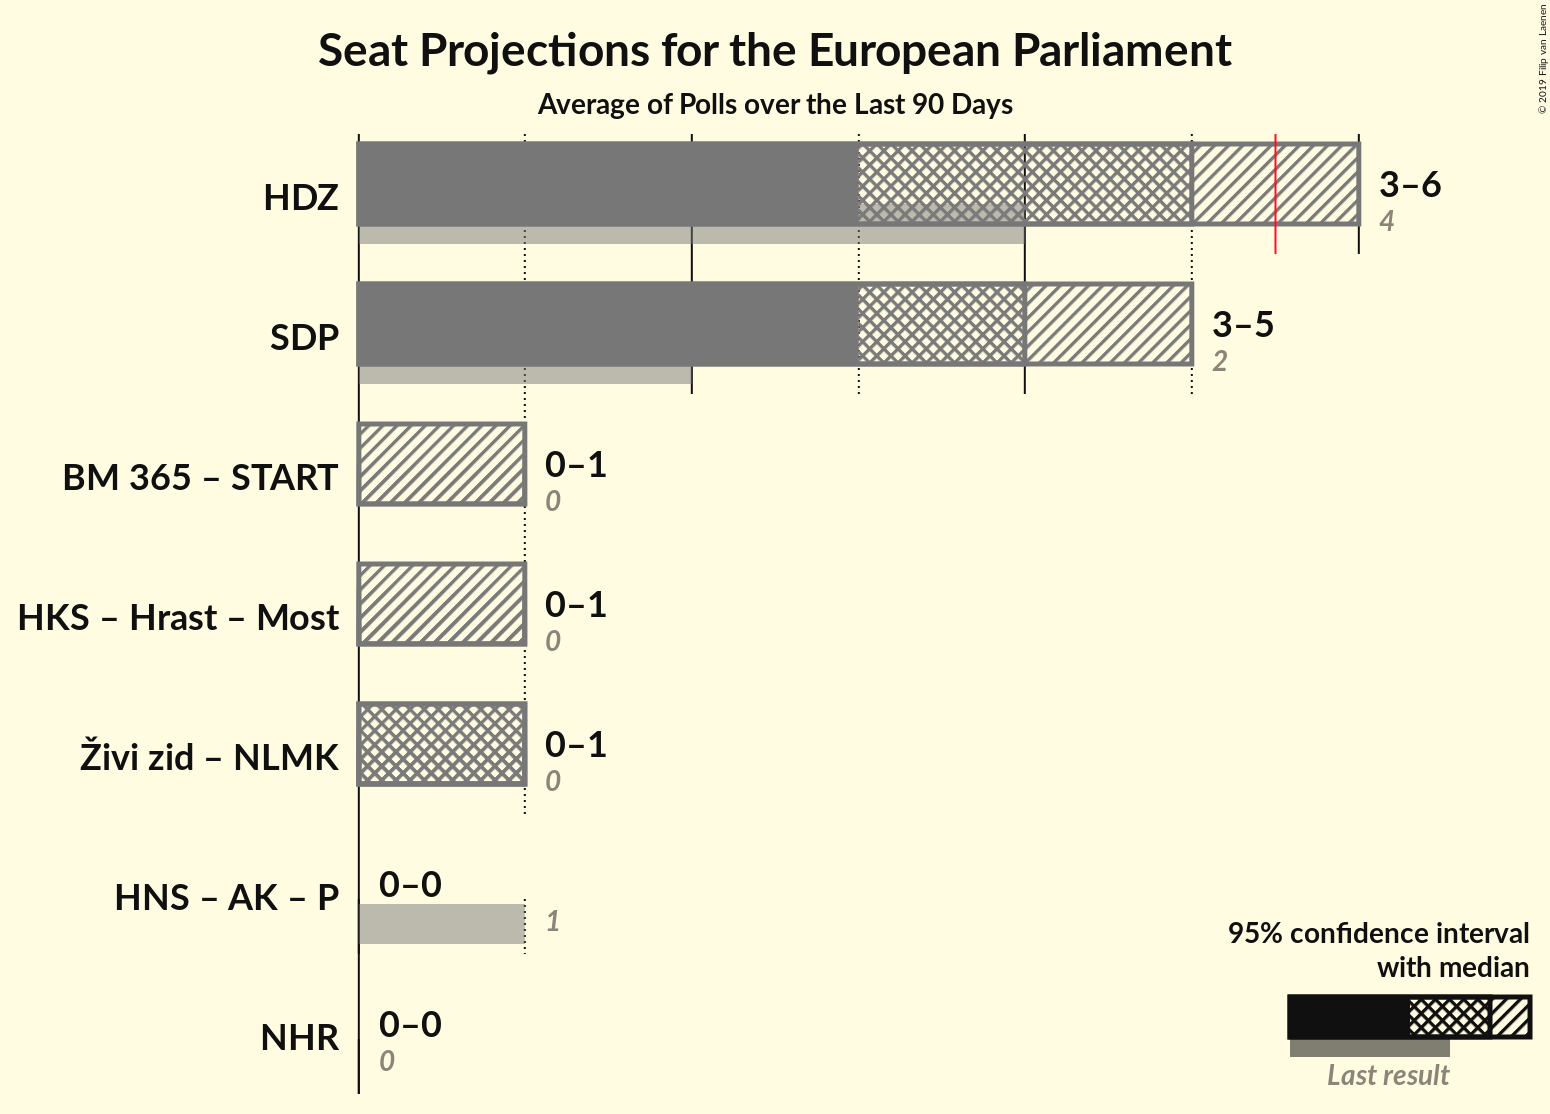 Seat Projections for the European Parliament
Average of Polls over the Last 90 Days
© 2019 Filip van Laenen
HDZ
3–6
4
SDP
3–5
2
BM 365 – START
0–1
0
HKS – Hrast – Most
0–1
0
Živi zid – NLMK
0–1
0
HNS – AK – P
0–0
1
NHR
0–0
0
95% confidence interval
with median
Last result